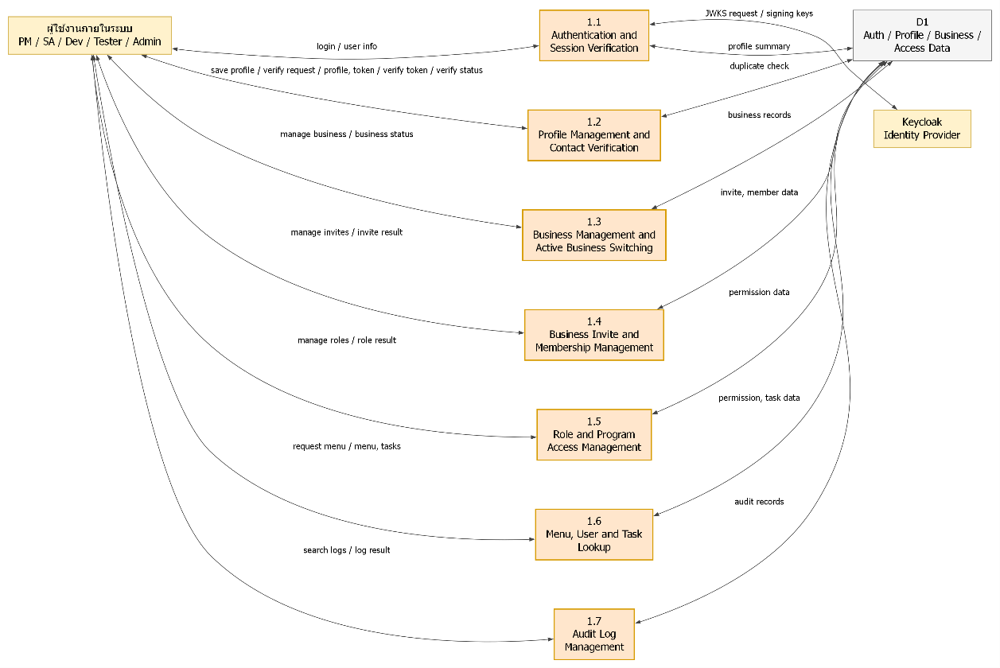 ผู้ใช้งานภายในระบบ
PM / SA / Dev / Tester / Admin
login / user info
save profile / verify request / profile, token / verify token / verify status
manage business / business status
manage invites / invite result
manage roles / role result
request menu / menu, tasks
search logs / log result
1.1
Authentication and
Session Verification
1.2
Profile Management and
Contact Verification
1.3
Business Management and
Active Business Switching
1.4
Business Invite and
Membership Management
1.5
Role and Program
Access Management
1.6
Menu, User and Task
Lookup
1.7
Audit Log
Management
JWKS request / signing keys
profile summary
duplicate check
business records
invite, member data
permission data
permission, task data
audit records
D1
Auth / Profile / Business /
Access Data
Keycloak
Identity Provider